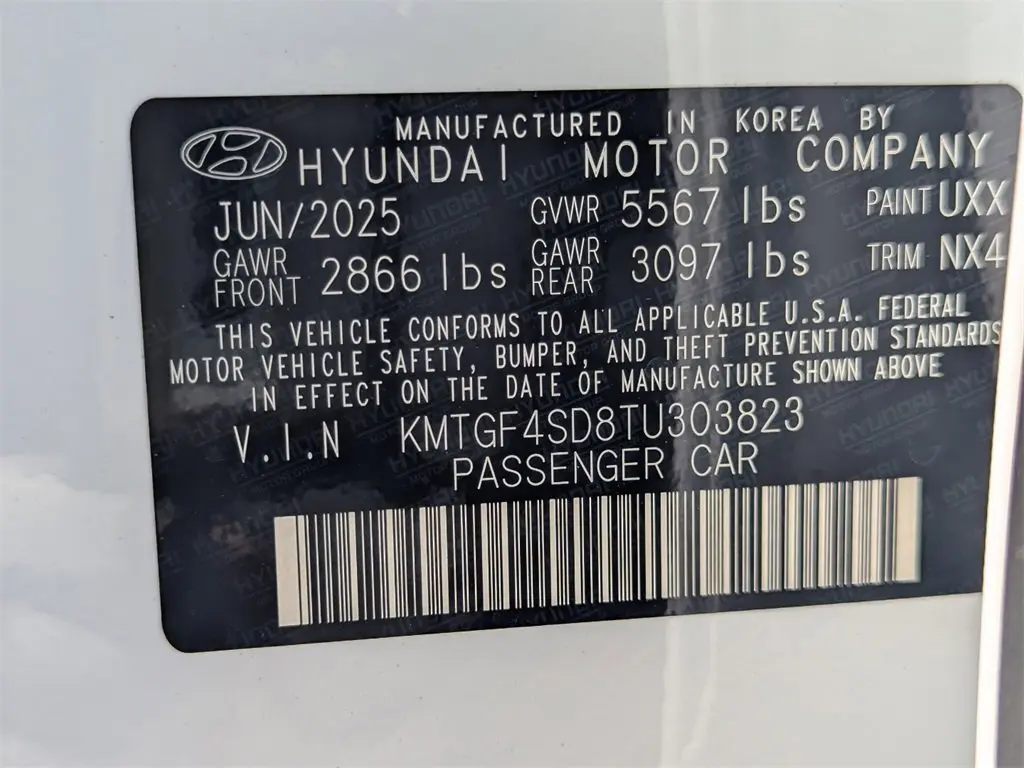 MANUFACTURED IN KOREA BY
HYUNDAI MOTOR COMPANY
JUN/2025 GVWR 5567 lbs PAINT UXX
GAWR FRONT 2866 lbs GAWR REAR 3097 lbs TRIM NX4
THIS VEHICLE CONFORMS TO ALL APPLICABLE U.S.A. FEDERAL
MOTOR VEHICLE SAFETY, BUMPER, AND THEFT PREVENTION STANDARDS
IN EFFECT ON THE DATE OF MANUFACTURE SHOWN ABOVE
V.I.N KMTGF4SD8TU303823
PASSENGER CAR